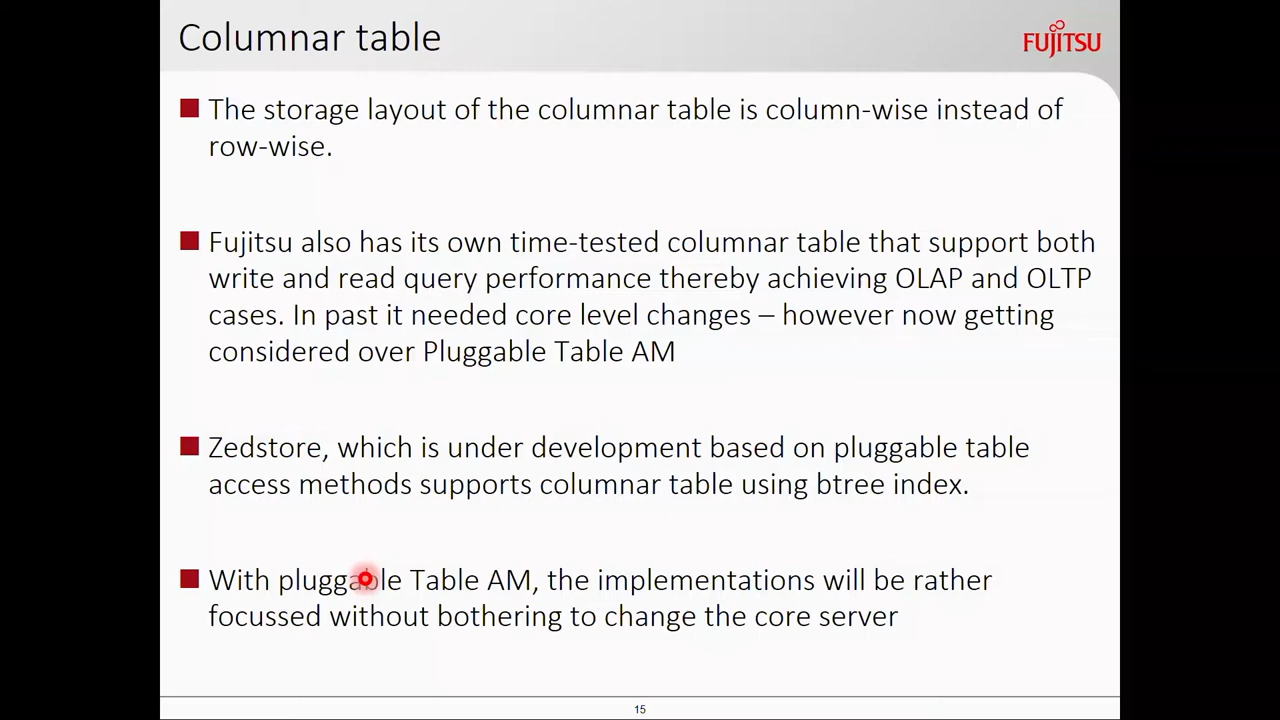 Columnar table
FUJITSU
The storage layout of the columnar table is column-wise instead of
row-wise.
Fujitsu also has its own time-tested columnar table that support both
write and read query performance thereby achieving OLAP and OLTP
cases. In past it needed core level changes – however now getting
considered over Pluggable Table AM
Zedstore, which is under development based on pluggable table
access methods supports columnar table using btree index.
With pluggable Table AM, the implementations will be rather
focussed without bothering to change the core server
15